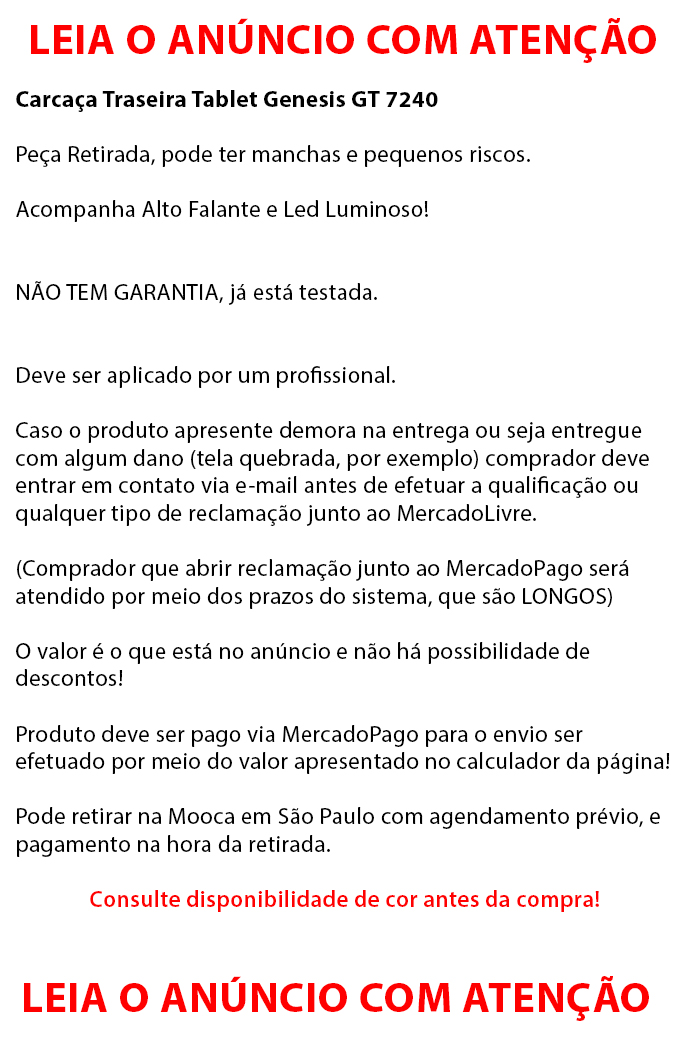 LEIA O ANÚNCIO COM ATENÇÃO
Carcaça Traseira Tablet Genesis GT 7240
Peça Retirada, pode ter manchas e pequenos riscos.
Acompanha Alto Falante e Led Luminoso!
NÃO TEM GARANTIA, já está testada.
Deve ser aplicado por um profissional.
Caso o produto apresente demora na entrega ou seja entregue
com algum dano (tela quebrada, por exemplo) comprador deve
entrar em contato via e-mail antes de efetuar a qualificação ou
qualquer tipo de reclamação junto ao MercadoLivre.
(Comprador que abrir reclamação junto ao MercadoPago será
atendido por meio dos prazos do sistema, que são LONGOS)
O valor é o que está no anúncio e não há possibilidade de
descontos!
Produto deve ser pago via MercadoPago para o envio ser
efetuado por meio do valor apresentado no calculador da página!
Pode retirar na Mooca em São Paulo com agendamento prévio, e
pagamento na hora da retirada.
Consulte disponibilidade de cor antes da compra!
LEIA O ANÚNCIO COM ATENÇÃO